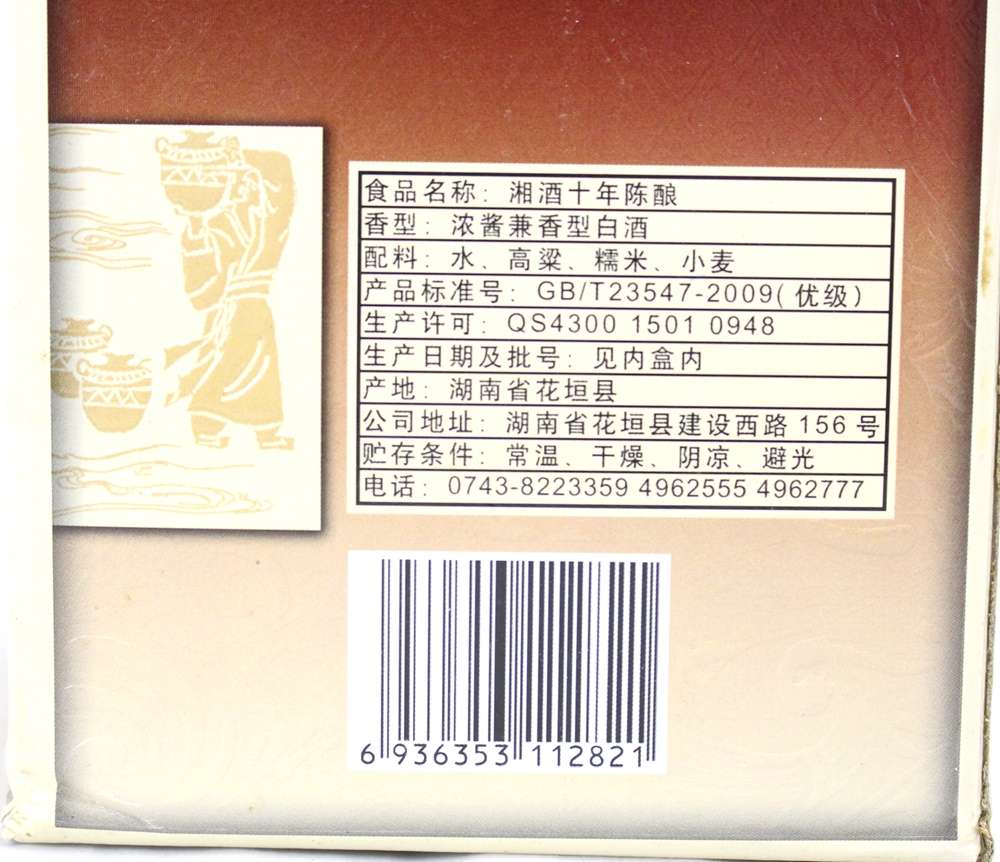 食品名称：湘酒十年陈酿
香型：浓酱兼香型白酒
配料：水、高粱、糯米、小麦
产品标准号：GB/T23547-2009(优级)
生产许可：QS4300 1501 0948
生产日期及批号：见内盒内
产地：湖南省花垣县
公司地址：湖南省花垣县建设西路 156 号
贮存条件：常温、干燥、阴凉、避光
电话：0743-8223359 4962555 4962777
6 936353 112821